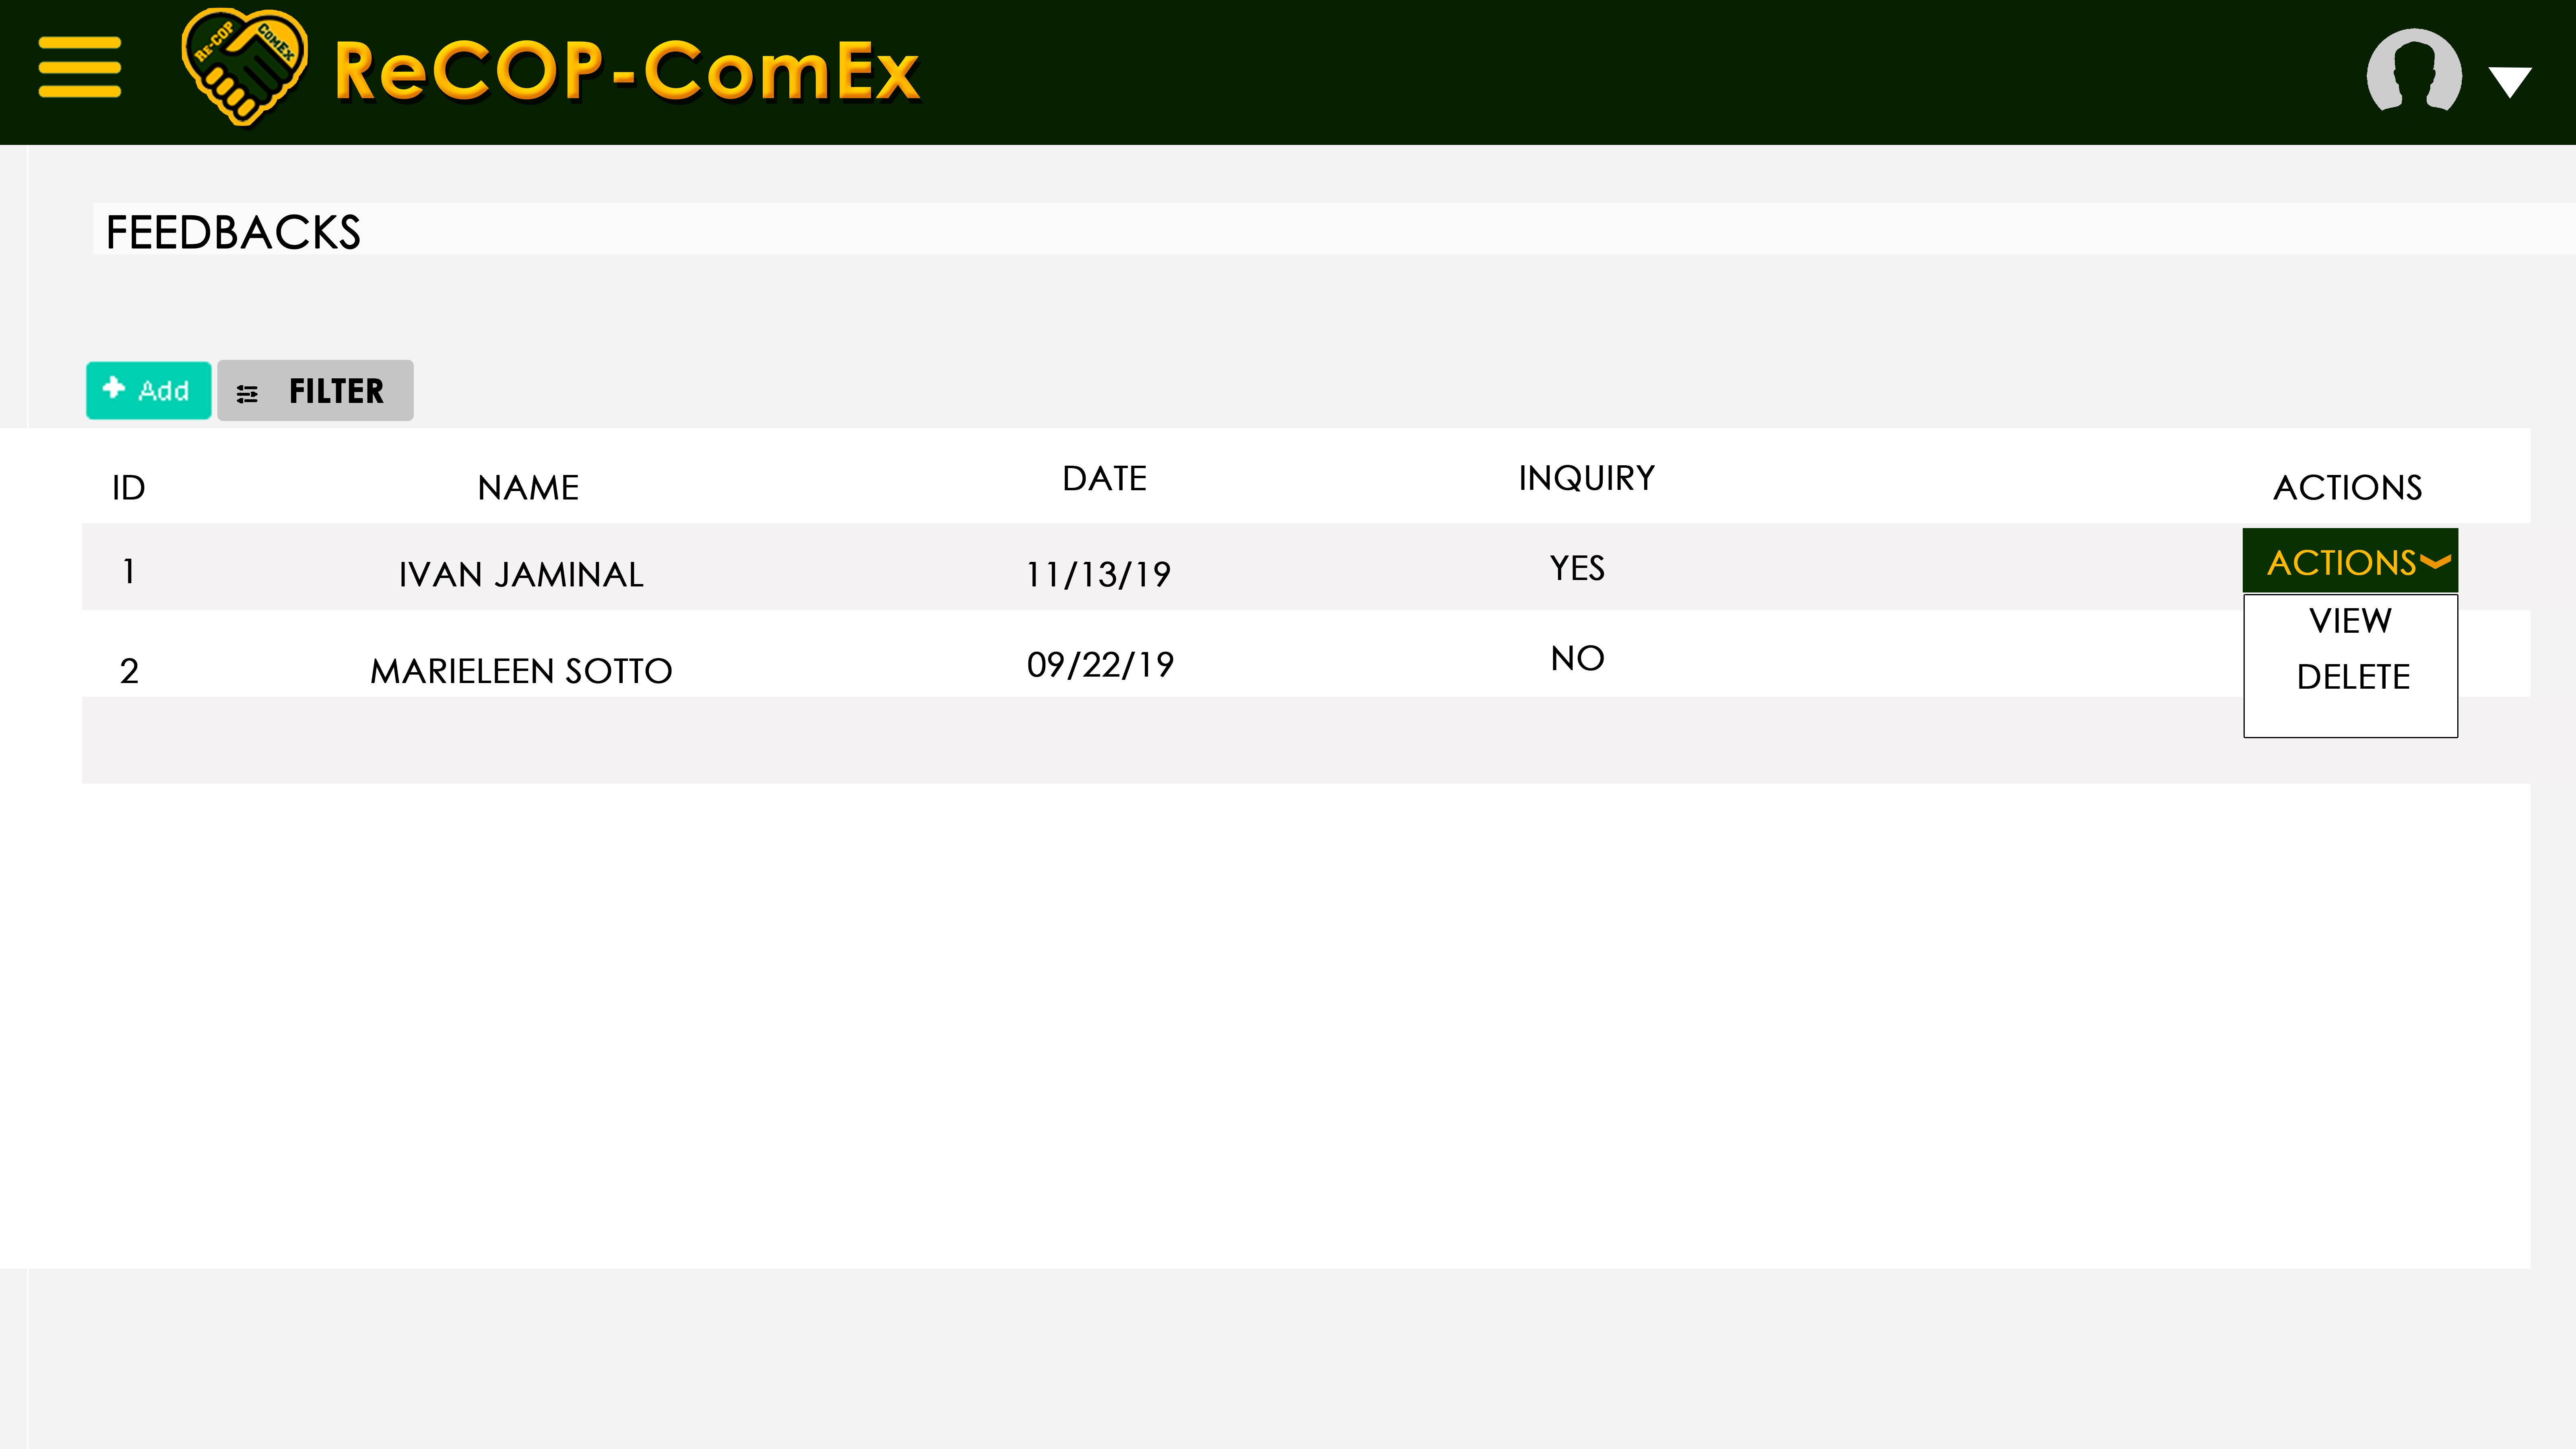 Re-COP ComEx
ReCOP-ComEx
FEEDBACKS
Add FILTER
ID NAME DATE INQUIRY ACTIONS
1 IVAN JAMINAL 11/13/19 YES ACTIONS
VIEW
2 MARIELEEN SOTTO 09/22/19 NO
DELETE